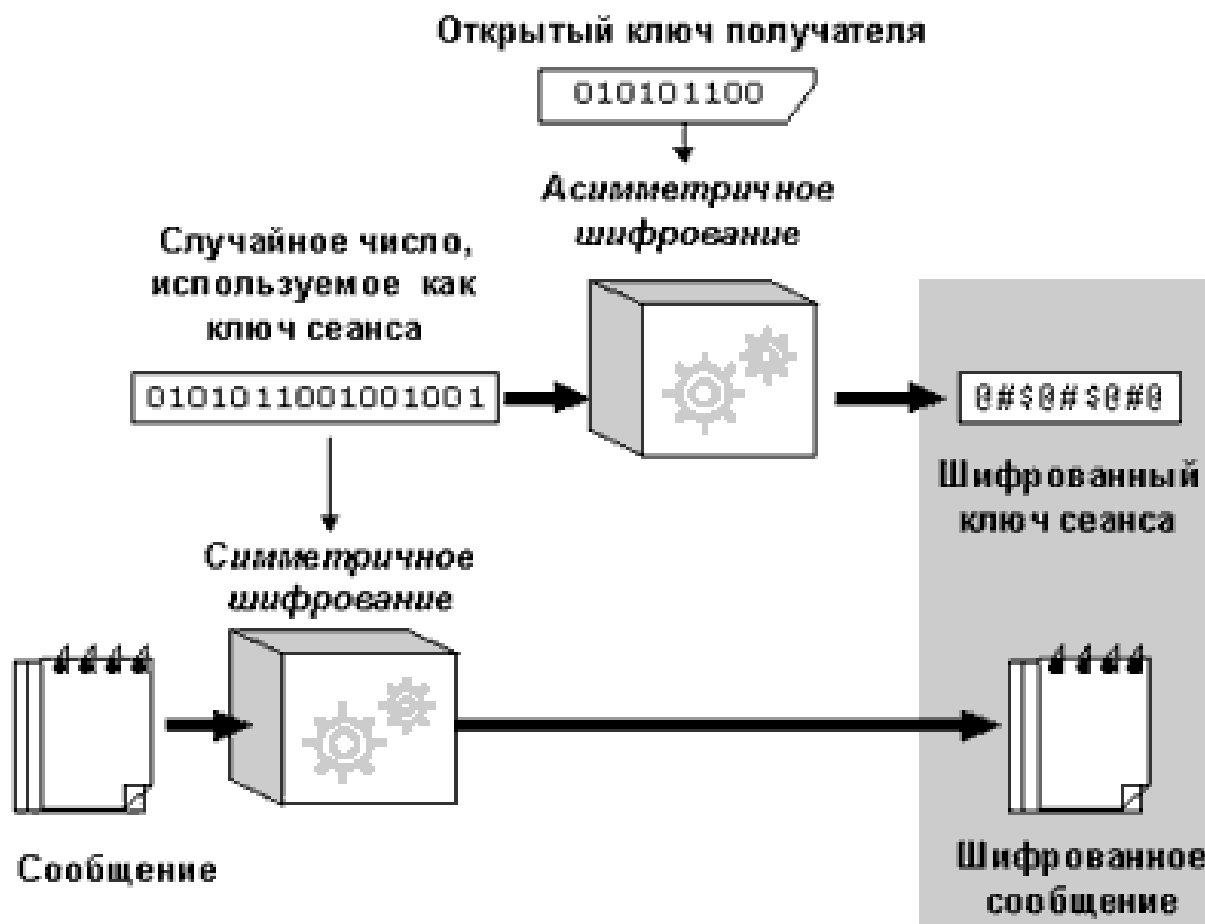 Открытый ключ получателя
010101100
Асимметричное
шифрование
Случайное число,
используемое как
ключ сеанса
0101011001001001
@#$@#$@#@
Шифрованный
ключ сеанса
Симметричное
шифрование
Сообщение
Шифрованное
сообщение